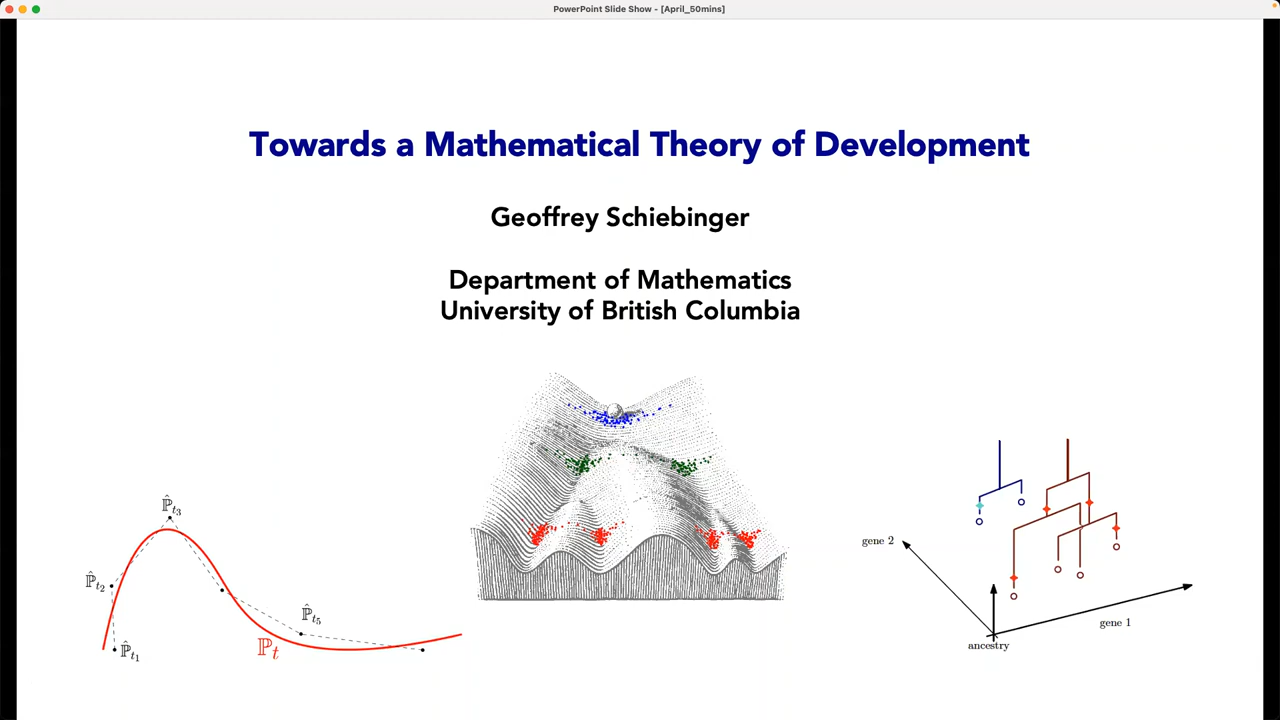 PowerPoint Slide Show - [April_50mins]
Towards a Mathematical Theory of Development
Geoffrey Schiebinger
Department of Mathematics
University of British Columbia
ℙ̂t₃
ℙ̂t₂
ℙ̂t₅
ℙ̂t₁
ℙt
gene 2
gene 1
ancestry